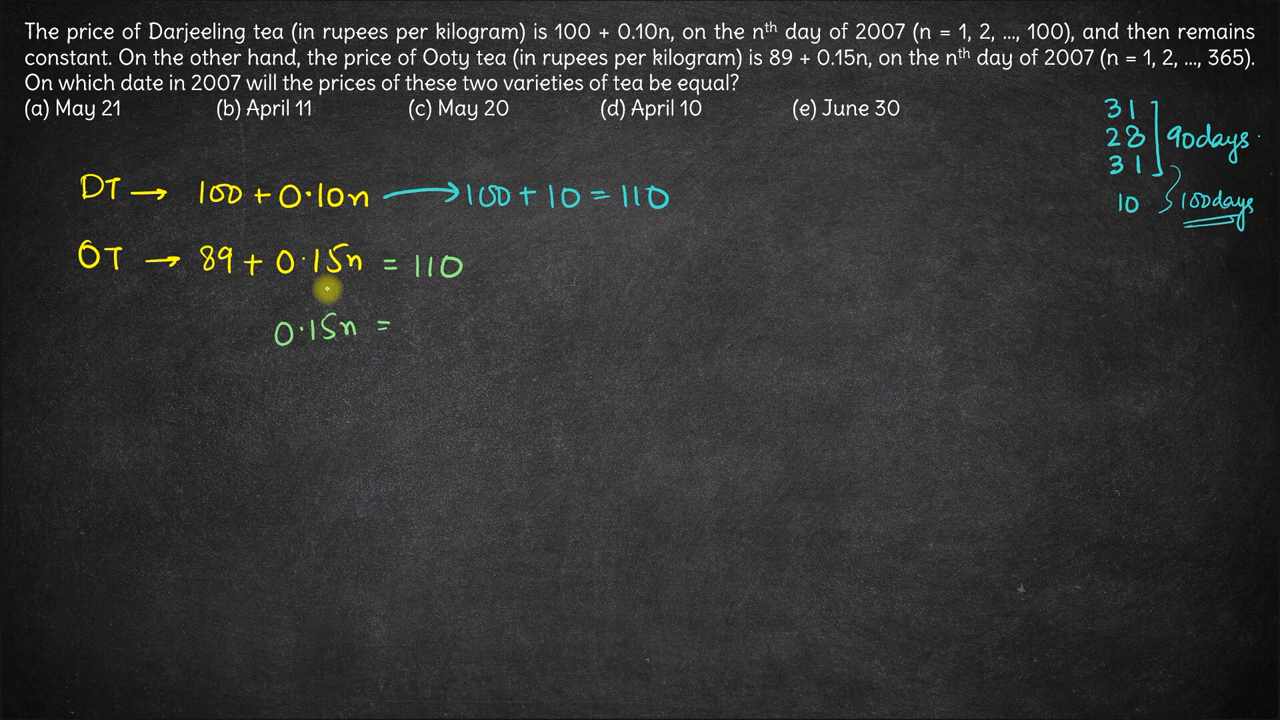 The price of Darjeeling tea (in rupees per kilogram) is 100 + 0.10n, on the nth day of 2007 (n = 1, 2, ..., 100), and then remains
constant. On the other hand, the price of Ooty tea (in rupees per kilogram) is 89 + 0.15n, on the nth day of 2007 (n = 1, 2, ..., 365).
On which date in 2007 will the prices of these two varieties of tea be equal?
(a) May 21 (b) April 11 (c) May 20 (d) April 10 (e) June 30
31
28 90days.
31
10 100days
DT → 100 + 0.10n → 100 + 10 = 110
OT → 89 + 0.15n = 110
0.15n =